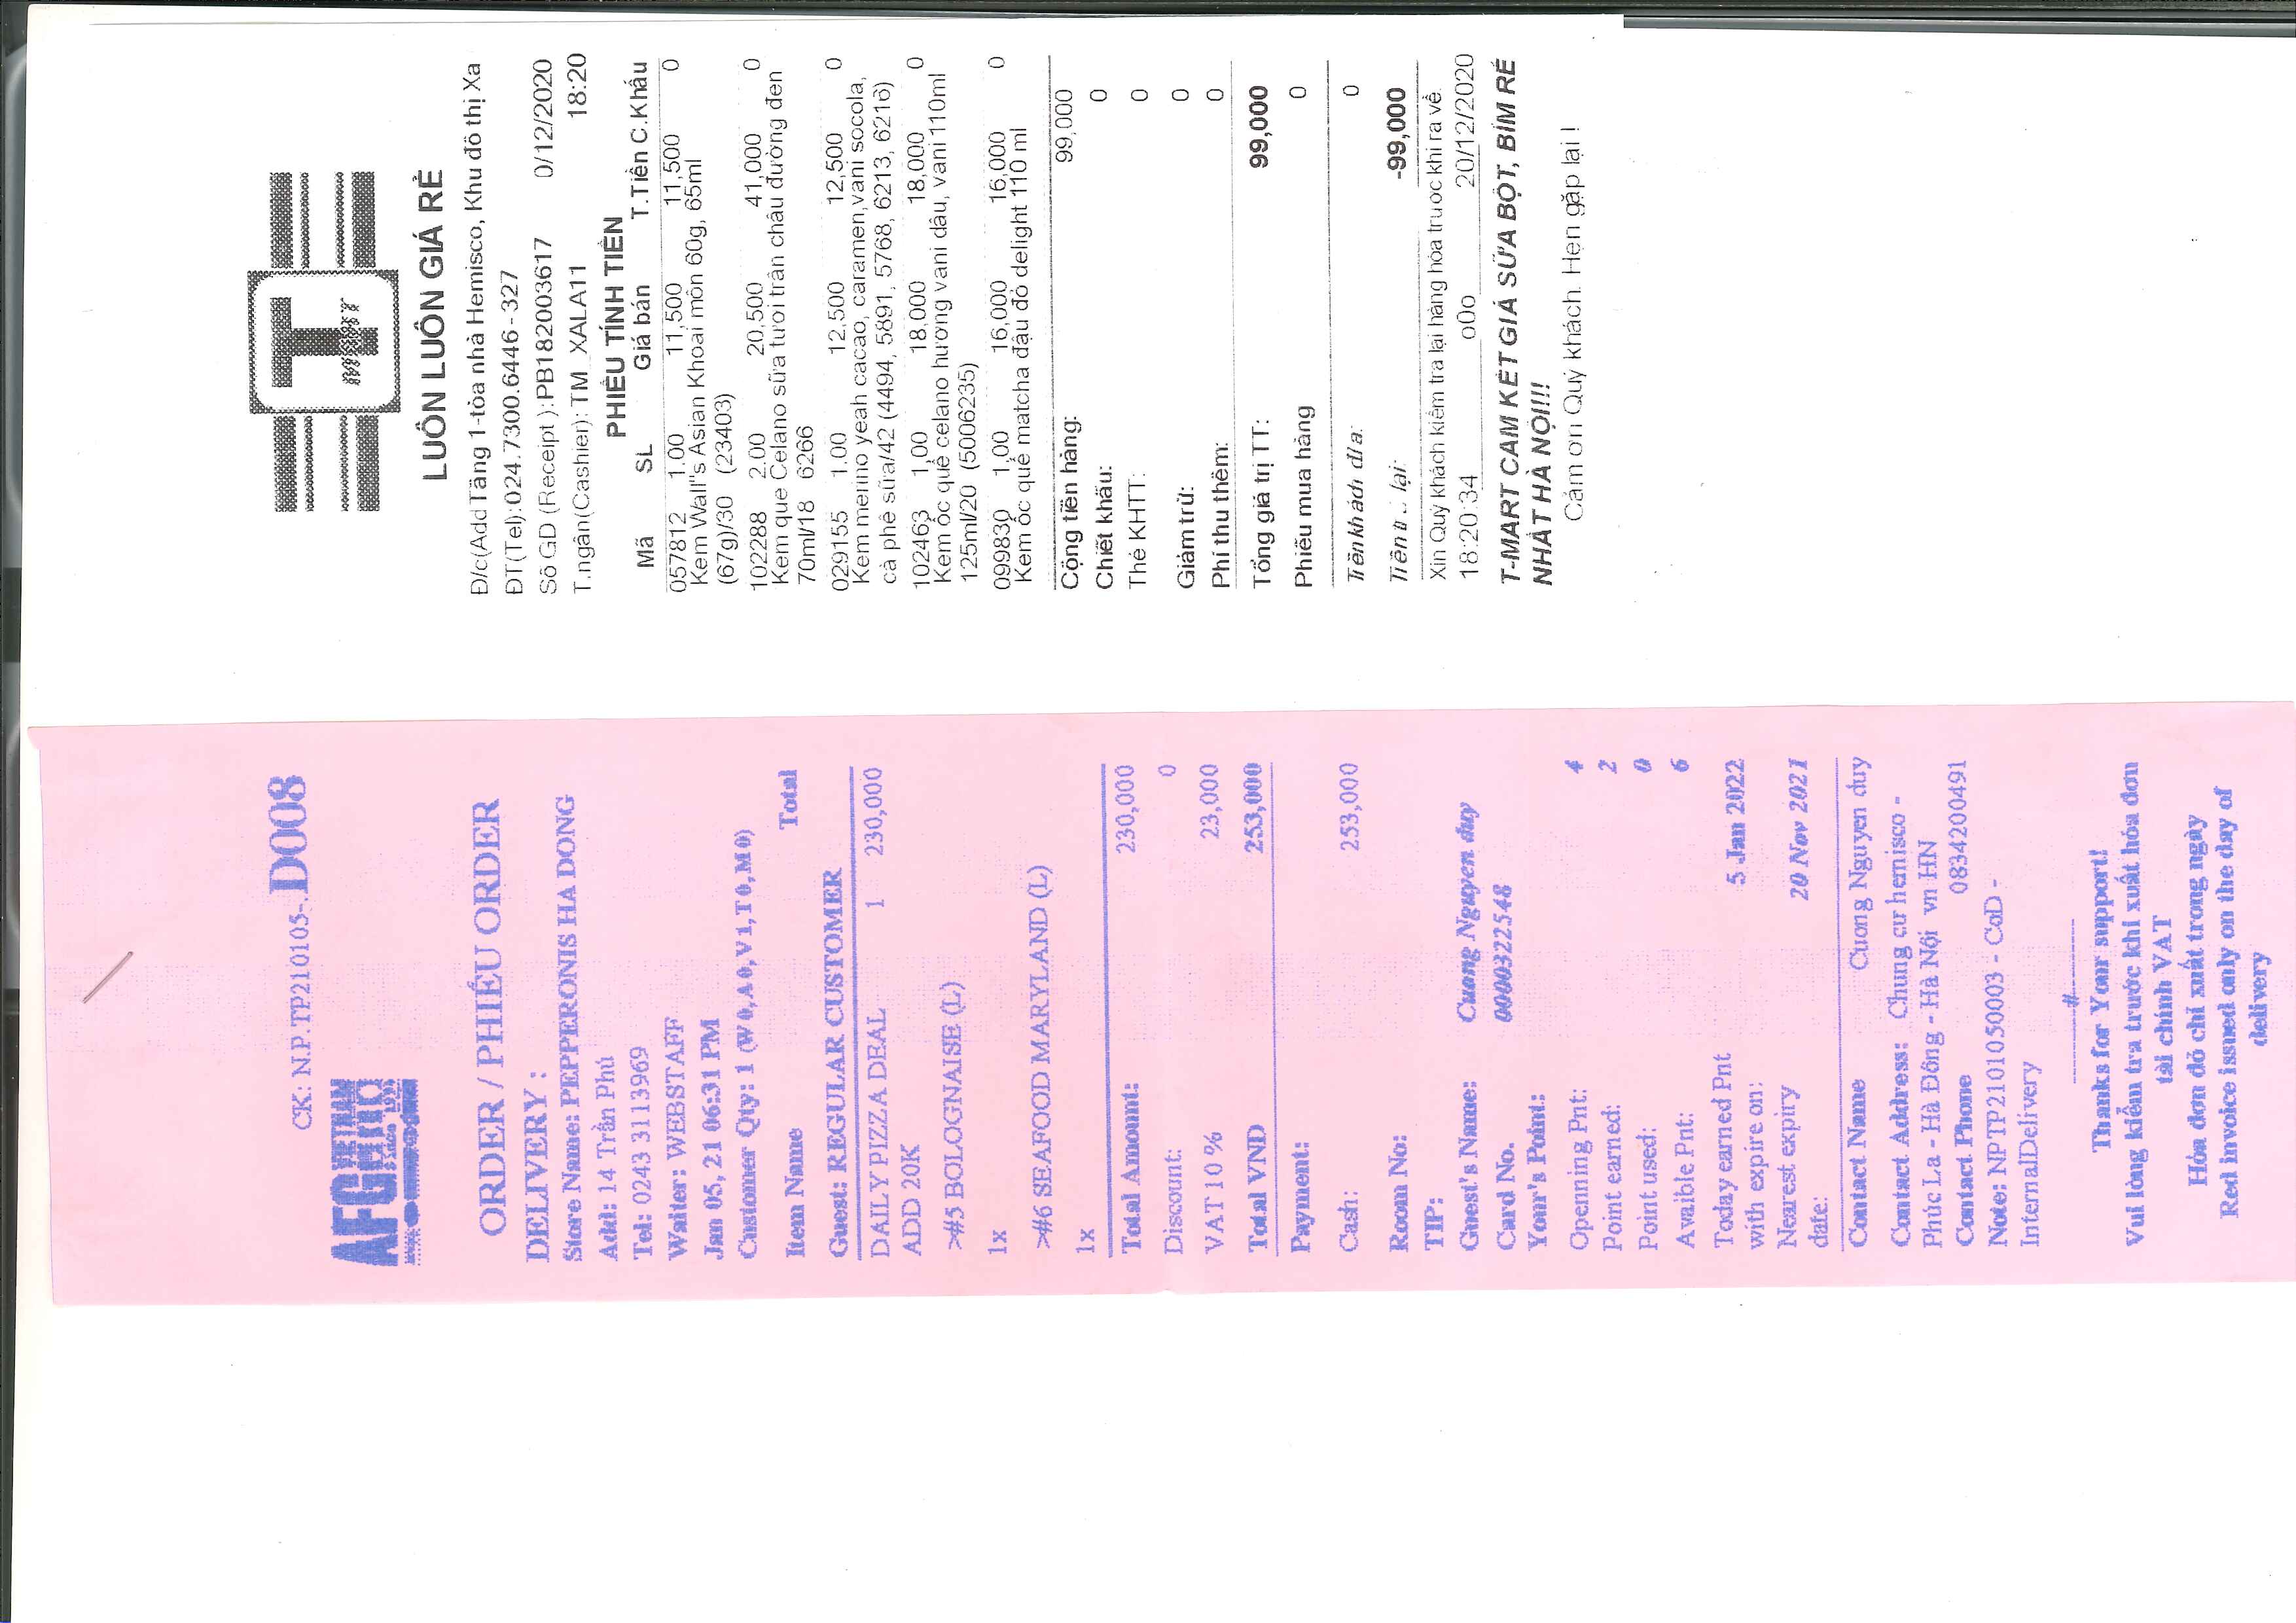 T
MART
LUÔN LUÔN GIÁ RẺ
Đ/c(Add Tầng 1-tòa nhà Hemisco., Khu đô thị Xa
ĐT(Tel):024.7300.6446 - 327
Số GD (Receipt ):PB182003617 0/12/2020
T.ngân(Cashier): TM_XALA11 18:20
PHIẾU TÍNH TIỀN
Mã SL Giá bán T.Tiền C.Khấu
057812 1.00 11,500 11,500 0
Kem Wall"s Asian Khoai môn 60g, 65ml
(67g)/30 (23403)
102288 2.00 20,500 41,000 0
Kem que Celano sữa tươi trân châu đường đen
70ml/18 6266
029155 1.00 12,500 12,500 0
Kem merino yeah cacao, caramen,vani socola,
cà phê sữa/42 (4494, 5891, 5768, 6213, 6216)
102463 1,00 18,000 18,000 0
Kem ốc quế celano hương vani dâu, vani 110ml
125ml/20 (5006235)
099830 1,00 16,000 16,000 0
Kem ốc quế matcha đậu đỏ delight 110 ml
Cộng tiền hàng: 99,000
Chiết khấu: 0
Thẻ KHTT: 0
Giảm trừ: 0
Phí thu thêm: 0
Tổng giá trị TT: 99,000
Phiếu mua hàng 0
Tiền khách đưa: 0
Tiền lại: -99,000
Xin Quý khách kiểm tra lại hàng hóa trước khi ra về.
18:20:34 o0o 20/12/2020
T-MART CAM KẾT GIÁ SỮA BỘT, BỈM RẺ
NHẤT HÀ NỘI!!!
Cảm ơn Quý khách. Hẹn gặp lại !
CK.: N.P.TP210105-.D008
AFG VIETNAM
ORDER / PHIẾU ORDER
DELIVERY :
Store Name: PEPPERONIS HA DONG
Add: 14 Trần Phú
Tel: 0243 3113969
Waiter: WEBSTAFF
Jan 05, 21 06:31 PM
Customer Qty: 1 (W0,A0,V1,T0,M0)
Item Name Total
Guest: REGULAR CUSTOMER
DAILY PIZZA DEAL 1 230,000
ADD 20K
>#5 BOLOGNAISE (L)
1x
>#6 SEAFOOD MARYLAND (L)
1x
Total Amount: 230,000
Discount: 0
VAT 10 % 23,000
Total VND 253,000
Payment:
Cash: 253,000
Room No:
TIP:
Guest's Name: Cuong Nguyen duy
Card No. 0000322548
Your's Point:
Openning Pnt: 4
Point earned: 2
Point used: 0
Avaible Pnt: 6
Today earned Pnt 5 Jan 2022
with expire on:
Nearest expiry 20 Nov 2021
date:
Contact Name Cuong Nguyen duy
Contact Address: Chung cư hemisco -
Phúc La - Hà Đông - Hà Nội vn HN
Contact Phone 0834200491
Note: NPTP21010500003 - CoD -
InternalDelivery
----------#----------
Thanks for Your support!
Vui lòng kiểm tra trước khi xuất hóa đơn
tài chính VAT
Hóa đơn đỏ chỉ xuất trong ngày
Red invoice issued only on the day of
delivery